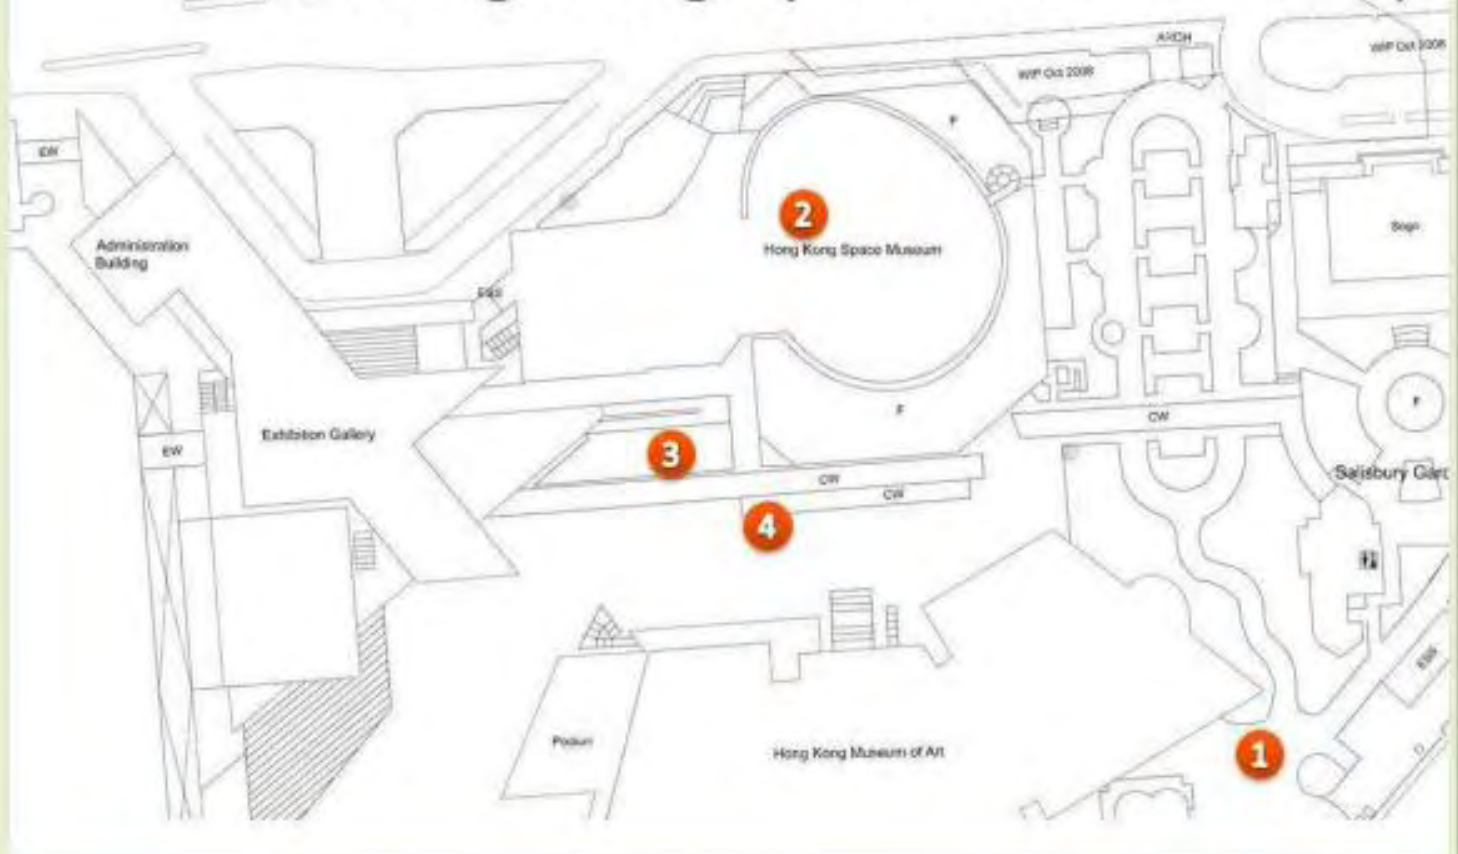 ARCH
WIP Oct 2008
WIP Oct 2008
F
EW
2
Sogo
Administration
Building
Hong Kong Space Museum
ESS
F
F
CW
Exhibition Gallery
EW
3
Salisbury Gard
CW
CW
4
ESS
Podium
Hong Kong Museum of Art
1